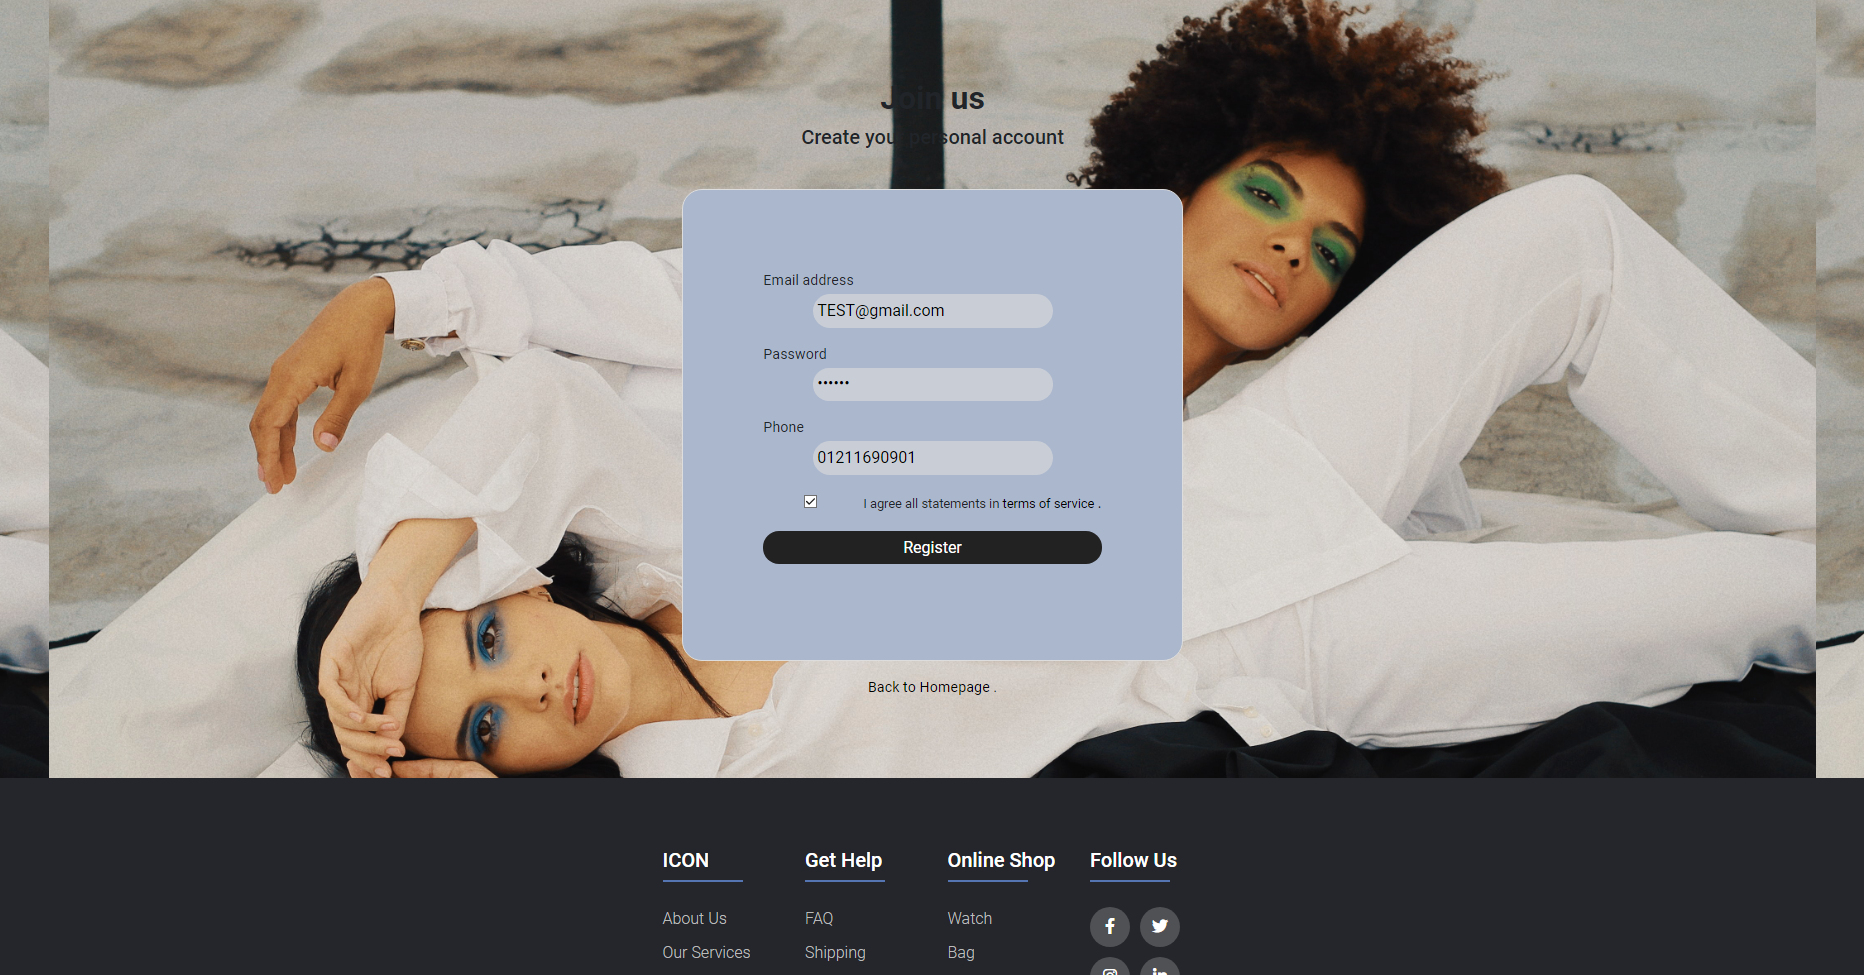 Join us
Create your personal account
Email address
TEST@gmail.com
Password
••••••
Phone
01211690901
I agree all statements in terms of service .
Register
Back to Homepage .
ICON Get Help Online Shop Follow Us
About Us FAQ Watch
Our Services Shipping Bag